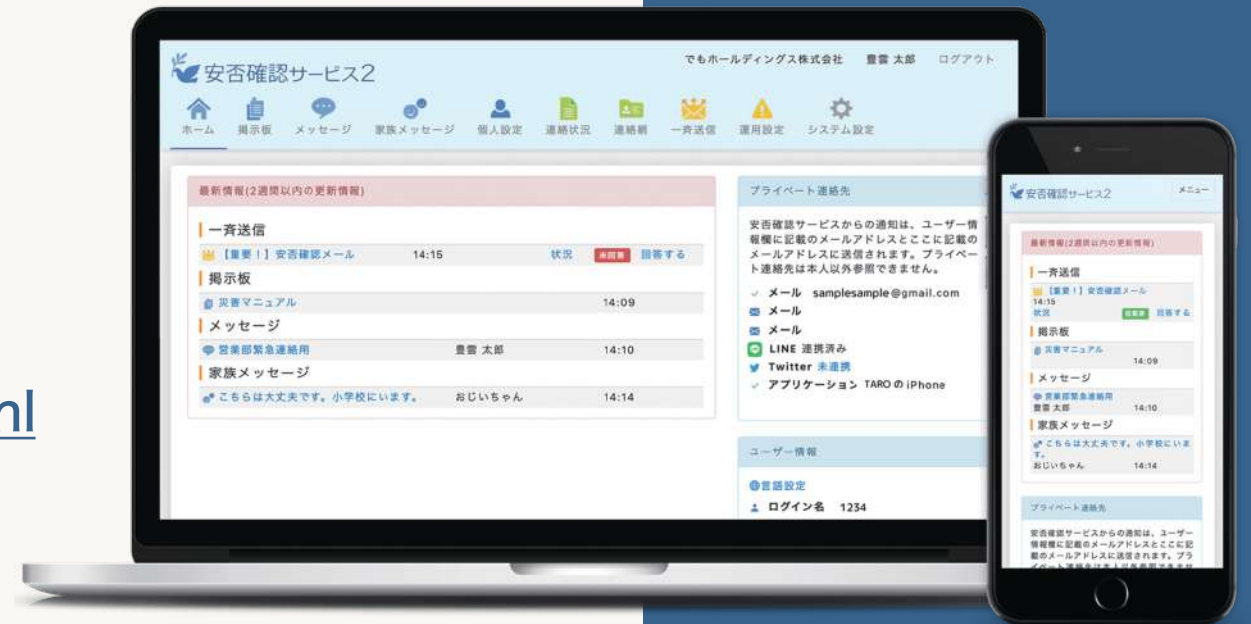 安否確認サービス2
でもホールディングス株式会社 豊雲 太郎 ログアウト
ホーム 掲示板 メッセージ 家族メッセージ 個人設定 連絡状況 連絡網 一斉送信 運用設定 システム設定
最新情報(2週間以内の更新情報)
一斉送信
【重要!】安否確認メール 14:15 状況 未回答 回答する
掲示板
災害マニュアル 14:09
メッセージ
営業部緊急連絡用 豊雲 太郎 14:10
家族メッセージ
こちらは大丈夫です。小学校にいます。 おじいちゃん 14:14
プライベート連絡先
安否確認サービスからの通知は、ユーザー情
報欄に記載のメールアドレスとここに記載の
メールアドレスに送信されます。プライベー
ト連絡先は本人以外参照できません。
メール samplesample@gmail.com
メール
メール
LINE 連携済み
Twitter 未連携
アプリケーション TARO の iPhone
ユーザー情報
言語設定
ログイン名 1234
nl
安否確認サービス2
メニュー
最新情報(2週間以内の更新情報)
一斉送信
【重要!】安否確認メール
14:15
状況 回答する
掲示板
災害マニュアル
14:09
メッセージ
営業部緊急連絡用
豊雲 太郎 14:10
家族メッセージ
こちらは大丈夫です。小学校にいま
す。
おじいちゃん 14:14
プライベート連絡先
安否確認サービスからの通知は、ユーザー
情報欄に記載のメールアドレスとここに記
載のメールアドレスに送信されます。プラ